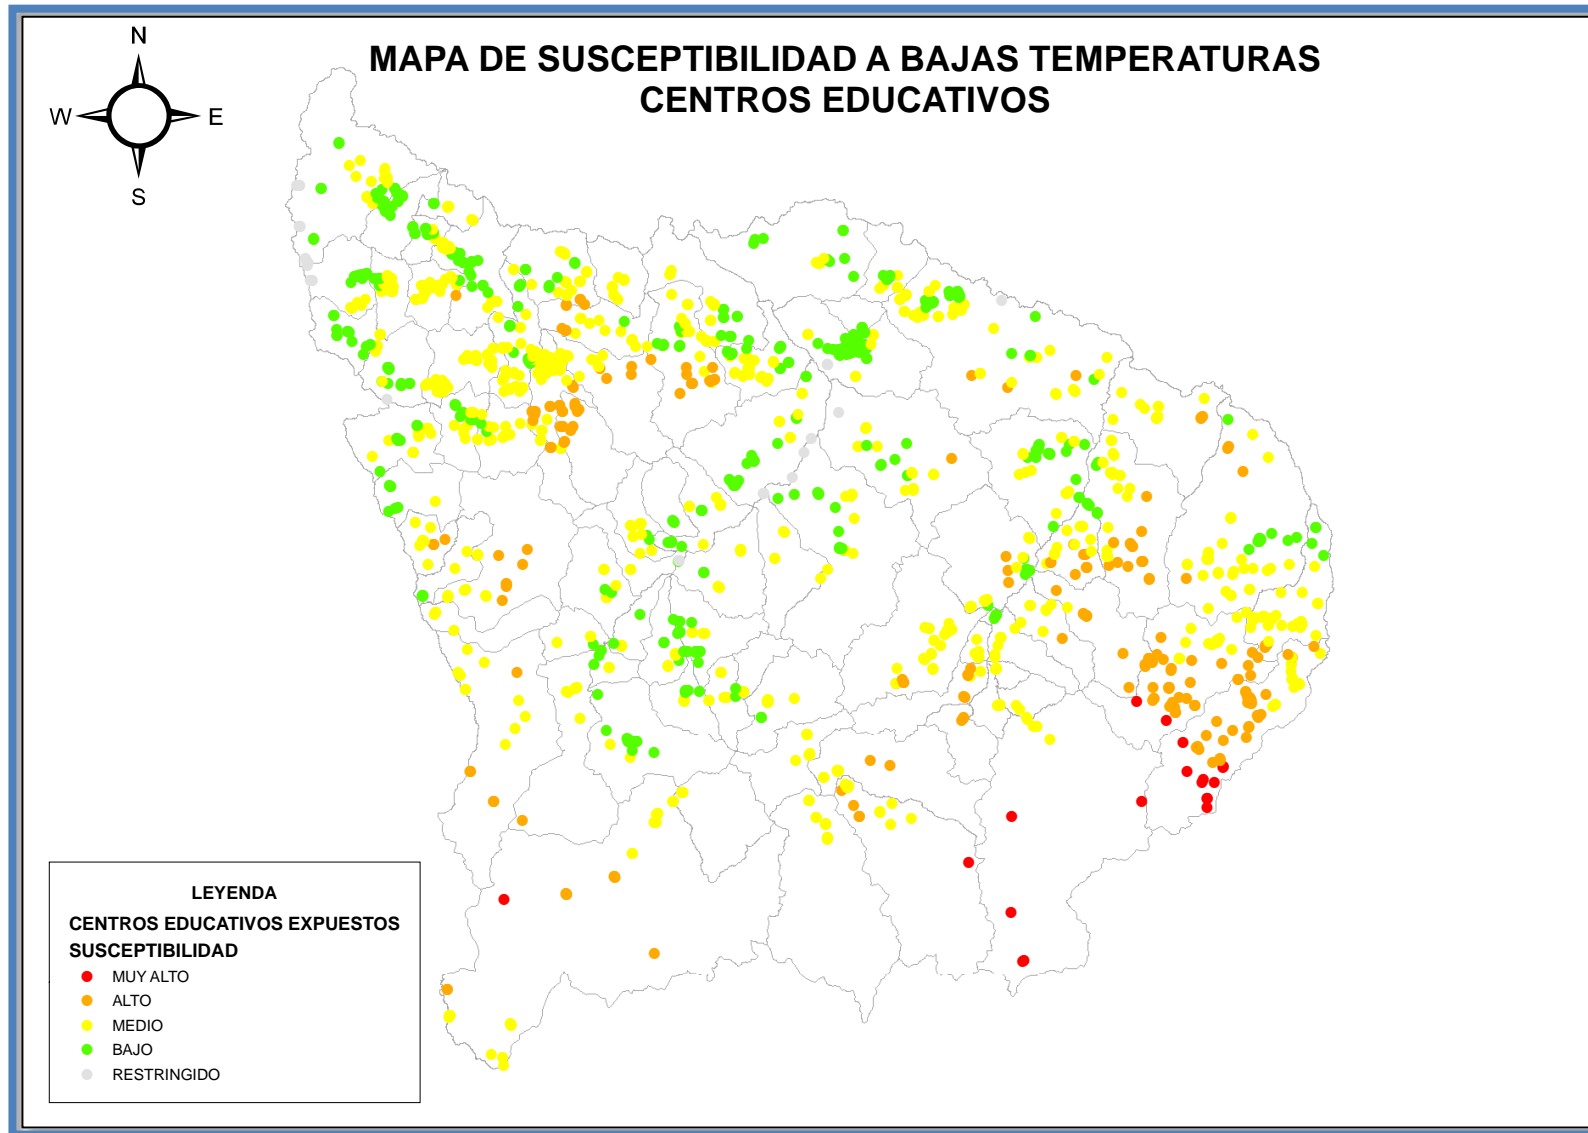 MAPA DE SUSCEPTIBILIDAD A BAJAS TEMPERATURAS
CENTROS EDUCATIVOS
N
W
E
S
LEYENDA
CENTROS EDUCATIVOS EXPUESTOS
SUSCEPTIBILIDAD
MUY ALTO
ALTO
MEDIO
BAJO
RESTRINGIDO